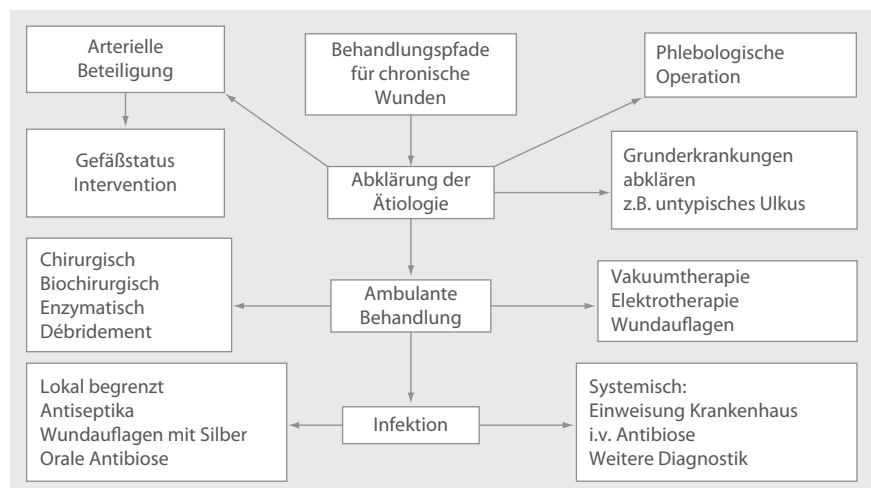 Arterielle
Beteiligung
Behandlungspfade
für chronische
Wunden
Phlebologische
Operation
Gefäßstatus
Intervention
Abklärung der
Ätiologie
Grunderkrankungen
abklären
z.B. untypisches Ulkus
Chirurgisch
Biochirurgisch
Enzymatisch
Débridement
Ambulante
Behandlung
Vakuumtherapie
Elektrotherapie
Wundauflagen
Lokal begrenzt
Antiseptika
Wundauflagen mit Silber
Orale Antibiose
Infektion
Systemisch:
Einweisung Krankenhaus
i.v. Antibiose
Weitere Diagnostik